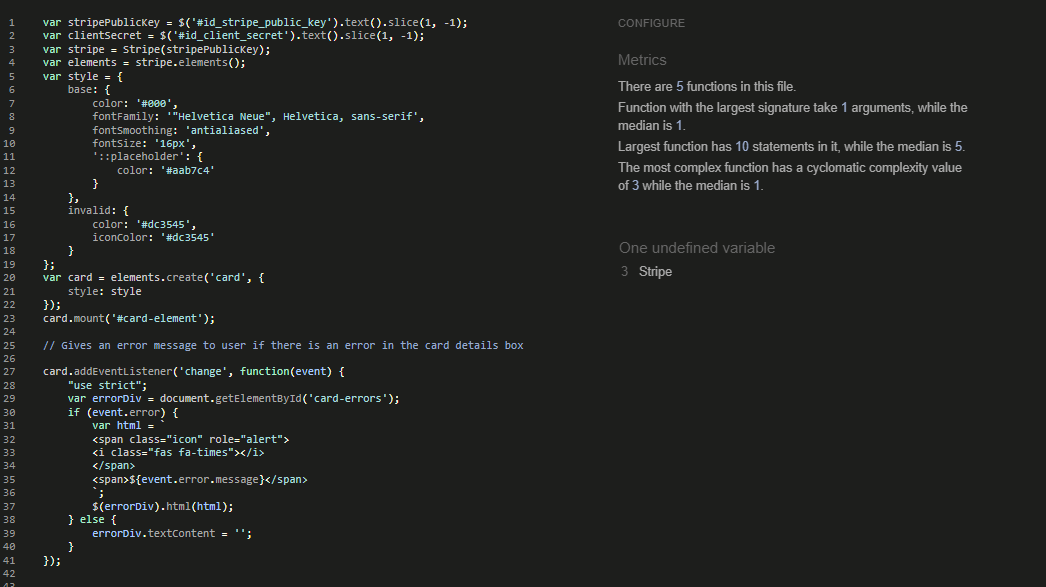 1 var stripePublicKey = $('#id_stripe_public_key').text().slice(1, -1);
2 var clientSecret = $('#id_client_secret').text().slice(1, -1);
3 var stripe = Stripe(stripePublicKey);
4 var elements = stripe.elements();
5 var style = {
6     base: {
7         color: '#000',
8         fontFamily: '"Helvetica Neue", Helvetica, sans-serif',
9         fontSmoothing: 'antialiased',
10         fontSize: '16px',
11         '::placeholder': {
12             color: '#aab7c4'
13         }
14     },
15     invalid: {
16         color: '#dc3545',
17         iconColor: '#dc3545'
18     }
19 };
20 var card = elements.create('card', {
21     style: style
22 });
23 card.mount('#card-element');
24
25 // Gives an error message to user if there is an error in the card details box
26
27 card.addEventListener('change', function(event) {
28     "use strict";
29     var errorDiv = document.getElementById('card-errors');
30     if (event.error) {
31         var html = `
32         <span class="icon" role="alert">
33         <i class="fas fa-times"></i>
34         </span>
35         <span>${event.error.message}</span>
36         `;
37         $(errorDiv).html(html);
38     } else {
39         errorDiv.textContent = '';
40     }
41 });
42
43
CONFIGURE
Metrics
There are 5 functions in this file.
Function with the largest signature take 1 arguments, while the
median is 1.
Largest function has 10 statements in it, while the median is 5.
The most complex function has a cyclomatic complexity value
of 3 while the median is 1.
One undefined variable
3 Stripe